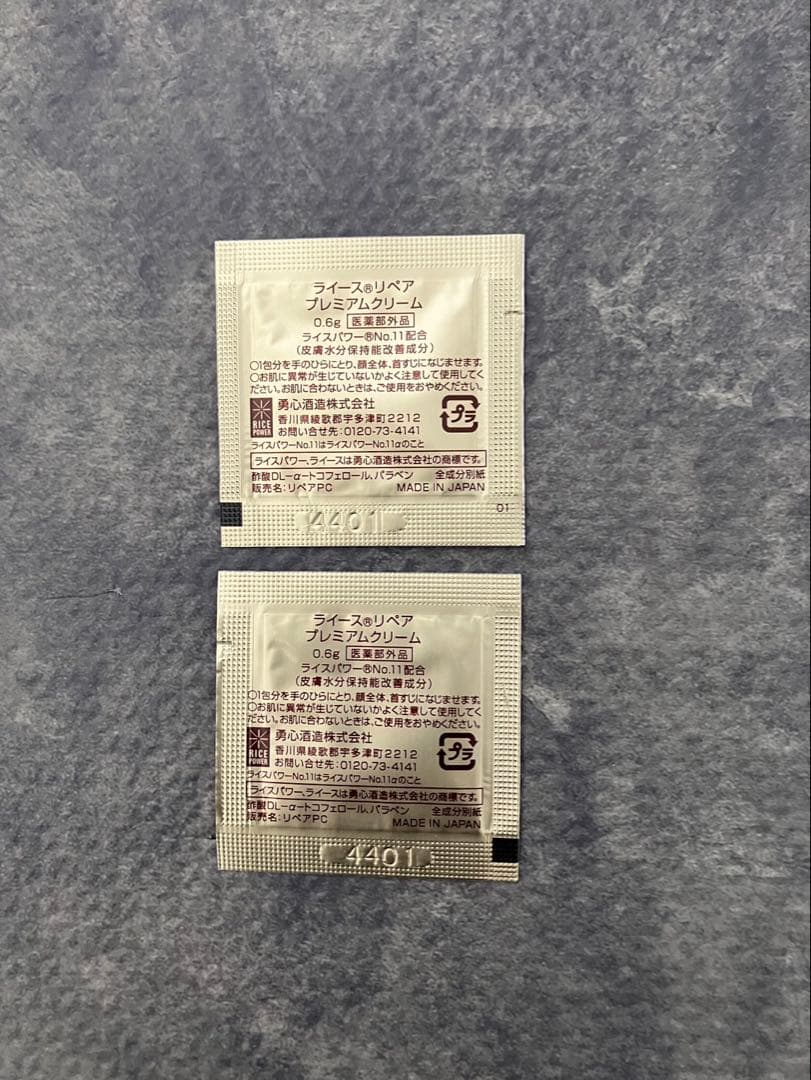 ライース®リペア
プレミアムクリーム
0.6g 医薬部外品
ライスパワー®No.11配合
(皮膚水分保持能改善成分)
○1包分を手のひらにとり、顔全体、首すじになじませます。
○お肌に異常が生じていないかよく注意して使用してく
ださい。お肌に合わないときは、ご使用をおやめください。
RICE POWER
勇心酒造株式会社
香川県綾歌郡宇多津町2212
お問い合せ先:0120-73-4141
プラ
ライスパワーNo.11はライスパワーNo.11αのこと
ライスパワー、ライースは勇心酒造株式会社の商標です。
酢酸DL-α-トコフェロール、パラベン 全成分別紙
販売名:リペアPC MADE IN JAPAN
01
4401
ライース®リペア
プレミアムクリーム
0.6g 医薬部外品
ライスパワー®No.11配合
(皮膚水分保持能改善成分)
○1包分を手のひらにとり、顔全体、首すじになじませます。
○お肌に異常が生じていないかよく注意して使用してく
ださい。お肌に合わないときは、ご使用をおやめください。
RICE POWER
勇心酒造株式会社
香川県綾歌郡宇多津町2212
お問い合せ先:0120-73-4141
プラ
ライスパワーNo.11はライスパワーNo.11αのこと
ライスパワー、ライースは勇心酒造株式会社の商標です。
酢酸DL-α-トコフェロール、パラベン 全成分別紙
販売名:リペアPC MADE IN JAPAN
4401